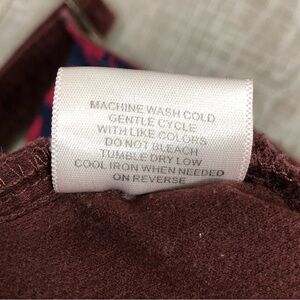 MACHINE WASH COLD
GENTLE CYCLE
WITH LIKE COLORS
DO NOT BLEACH
TUMBLE DRY LOW
COOL IRON WHEN NEEDED
ON REVERSE